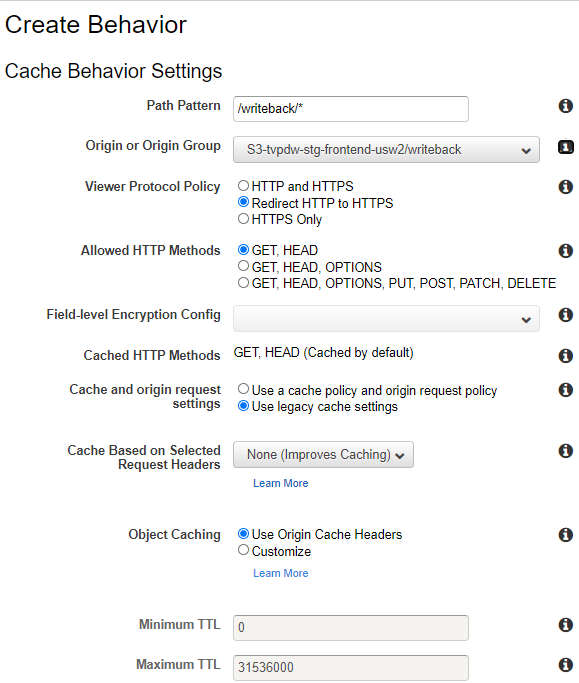 Create Behavior
Cache Behavior Settings
Path Pattern /writeback/*
Origin or Origin Group S3-tvpdw-stg-frontend-usw2/writeback
Viewer Protocol Policy HTTP and HTTPS
Redirect HTTP to HTTPS
HTTPS Only
Allowed HTTP Methods GET, HEAD
GET, HEAD, OPTIONS
GET, HEAD, OPTIONS, PUT, POST, PATCH, DELETE
Field-level Encryption Config
Cached HTTP Methods GET, HEAD (Cached by default)
Cache and origin request Use a cache policy and origin request policy
settings Use legacy cache settings
Cache Based on Selected None (Improves Caching)
Request Headers
Learn More
Object Caching Use Origin Cache Headers
Customize
Learn More
Minimum TTL 0
Maximum TTL 31536000